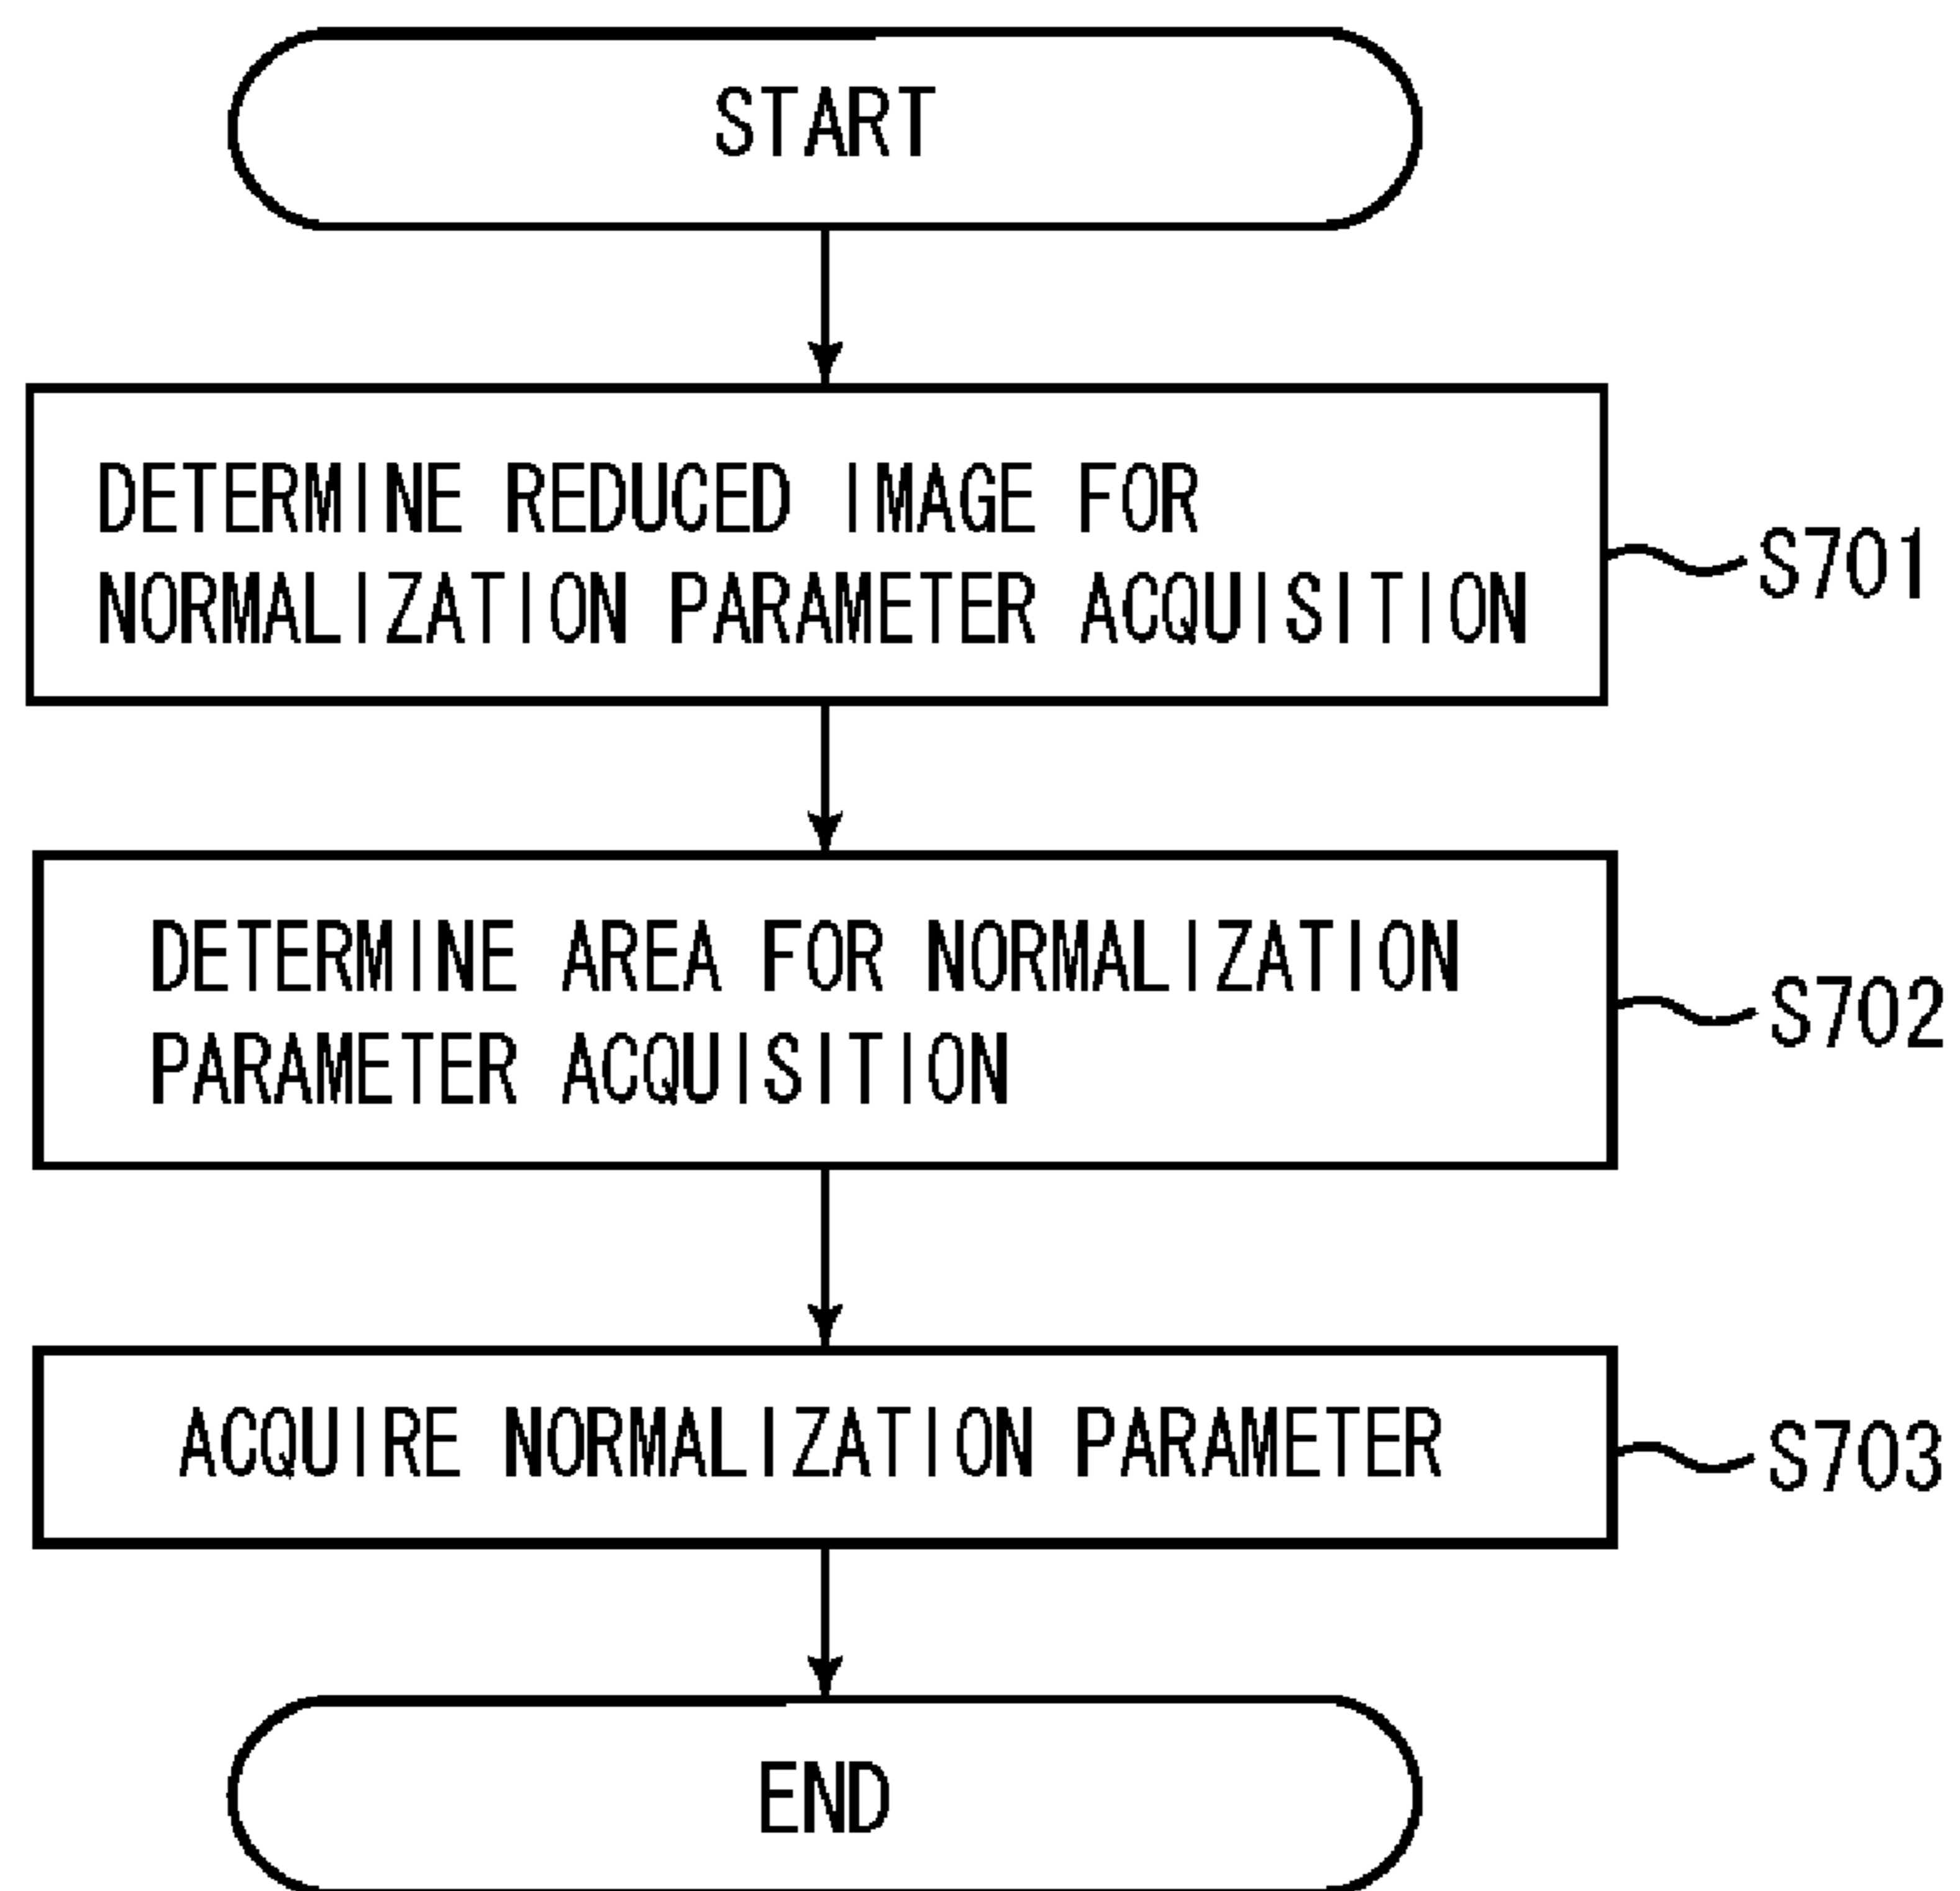 START
DETERMINE REDUCED IMAGE FOR
NORMALIZATION PARAMETER ACQUISITION
S701
DETERMINE AREA FOR NORMALIZATION
PARAMETER ACQUISITION
S702
ACQUIRE NORMALIZATION PARAMETER
S703
END